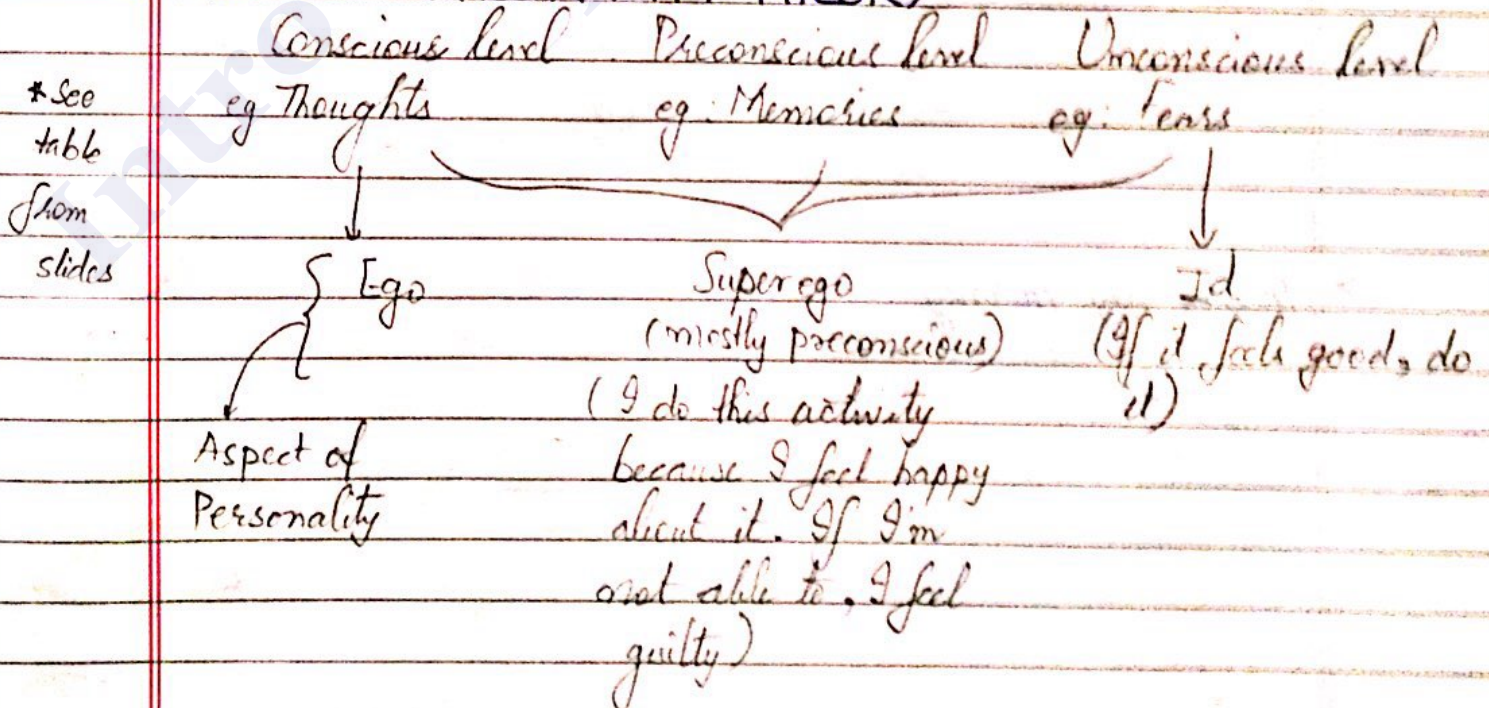 Intro
Conscious level Preconscious level Unconscious level
eg Thoughts eg. Memories eg. Fears
*See
table
from
slides
{ Ego Superego Id
(mostly preconscious) (If it feels good, do
( I do this activity it)
Aspect of because I feel happy
Personality about it. If I'm
not able to, I feel
guilty)